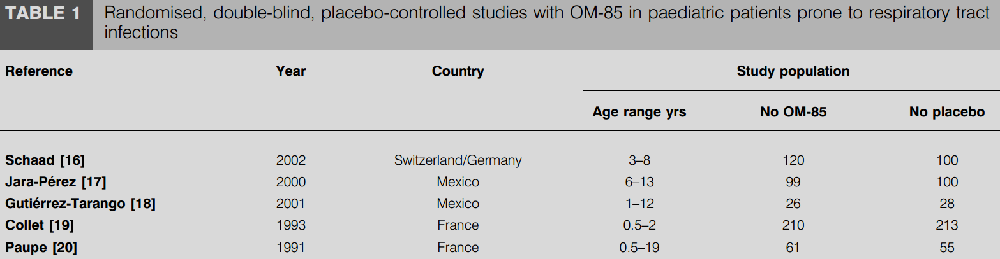 TABLE 1 Randomised, double-blind, placebo-controlled studies with OM-85 in paediatric patients prone to respiratory tract
infections
Reference Year Country Study population
Age range yrs No OM-85 No placebo
Schaad [16] 2002 Switzerland/Germany 3–8 120 100
Jara-Pérez [17] 2000 Mexico 6–13 99 100
Gutiérrez-Tarango [18] 2001 Mexico 1–12 26 28
Collet [19] 1993 France 0.5–2 210 213
Paupe [20] 1991 France 0.5–19 61 55